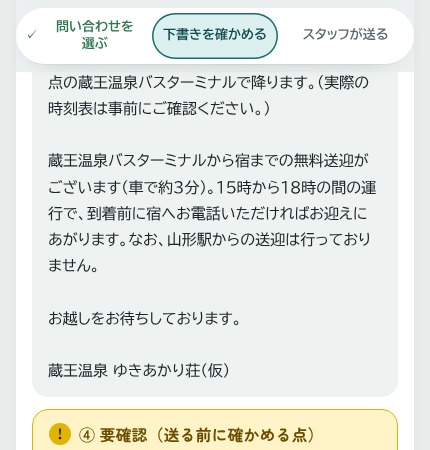 ✓ 問い合わせを
選ぶ
下書きを確かめる
スタッフが送る
点の蔵王温泉バスターミナルで降ります。（実際の
時刻表は事前にご確認ください。）
蔵王温泉バスターミナルから宿までの無料送迎が
ございます（車で約3分）。15時から18時の間の運
行で、到着前に宿へお電話いただければお迎えに
あがります。なお、山形駅からの送迎は行っており
ません。
お越しをお待ちしております。
蔵王温泉 ゆきあかり荘（仮）
! ④ 要確認（送る前に確かめる点）